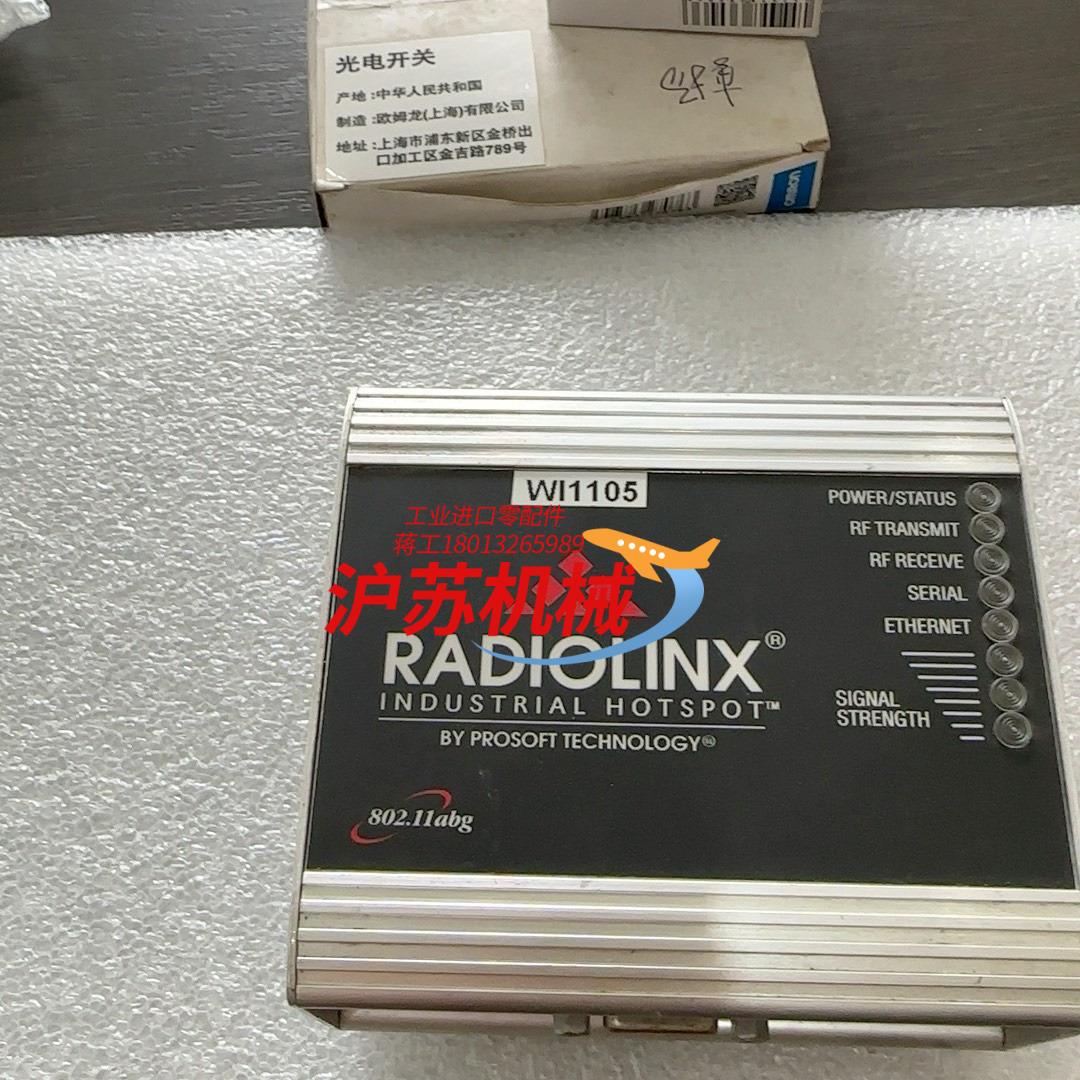 光电开关
产地:中华人民共和国
制造:欧姆龙(上海)有限公司
地址:上海市浦东新区金桥出
口加工区金吉路789号
omron
WI1105
工业进口零配件
蒋工18013265989
沪苏机械
RADIOLINX®
INDUSTRIAL HOTSPOT™
BY PROSOFT TECHNOLOGY®
802.11abg
POWER/STATUS
RF TRANSMIT
RF RECEIVE
SERIAL
ETHERNET
SIGNAL
STRENGTH